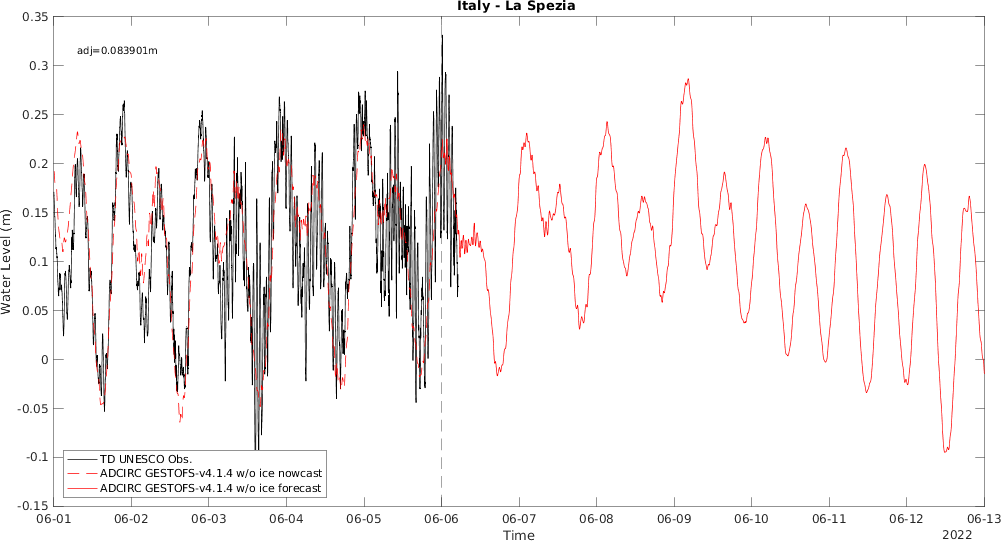 Italy - La Spezia
adj=0.083901m
Water Level (m)
0.35
0.3
0.25
0.2
0.15
0.1
0.05
0
-0.05
-0.1
-0.15
TD UNESCO Obs.
ADCIRC GESTOFS-v4.1.4 w/o ice nowcast
ADCIRC GESTOFS-v4.1.4 w/o ice forecast
06-01 06-02 06-03 06-04 06-05 06-06 06-07 06-08 06-09 06-10 06-11 06-12 06-13
Time
2022